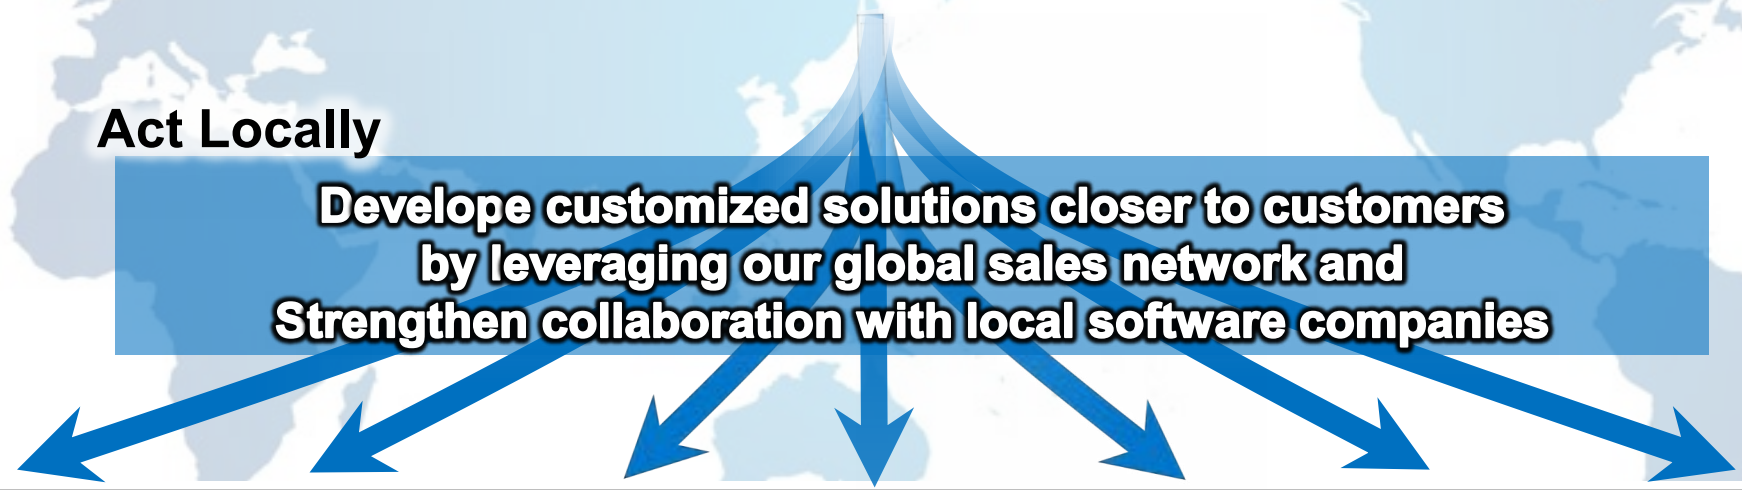 Act Locally
Develope customized solutions closer to customers
by leveraging our global sales network and
Strengthen collaboration with local software companies